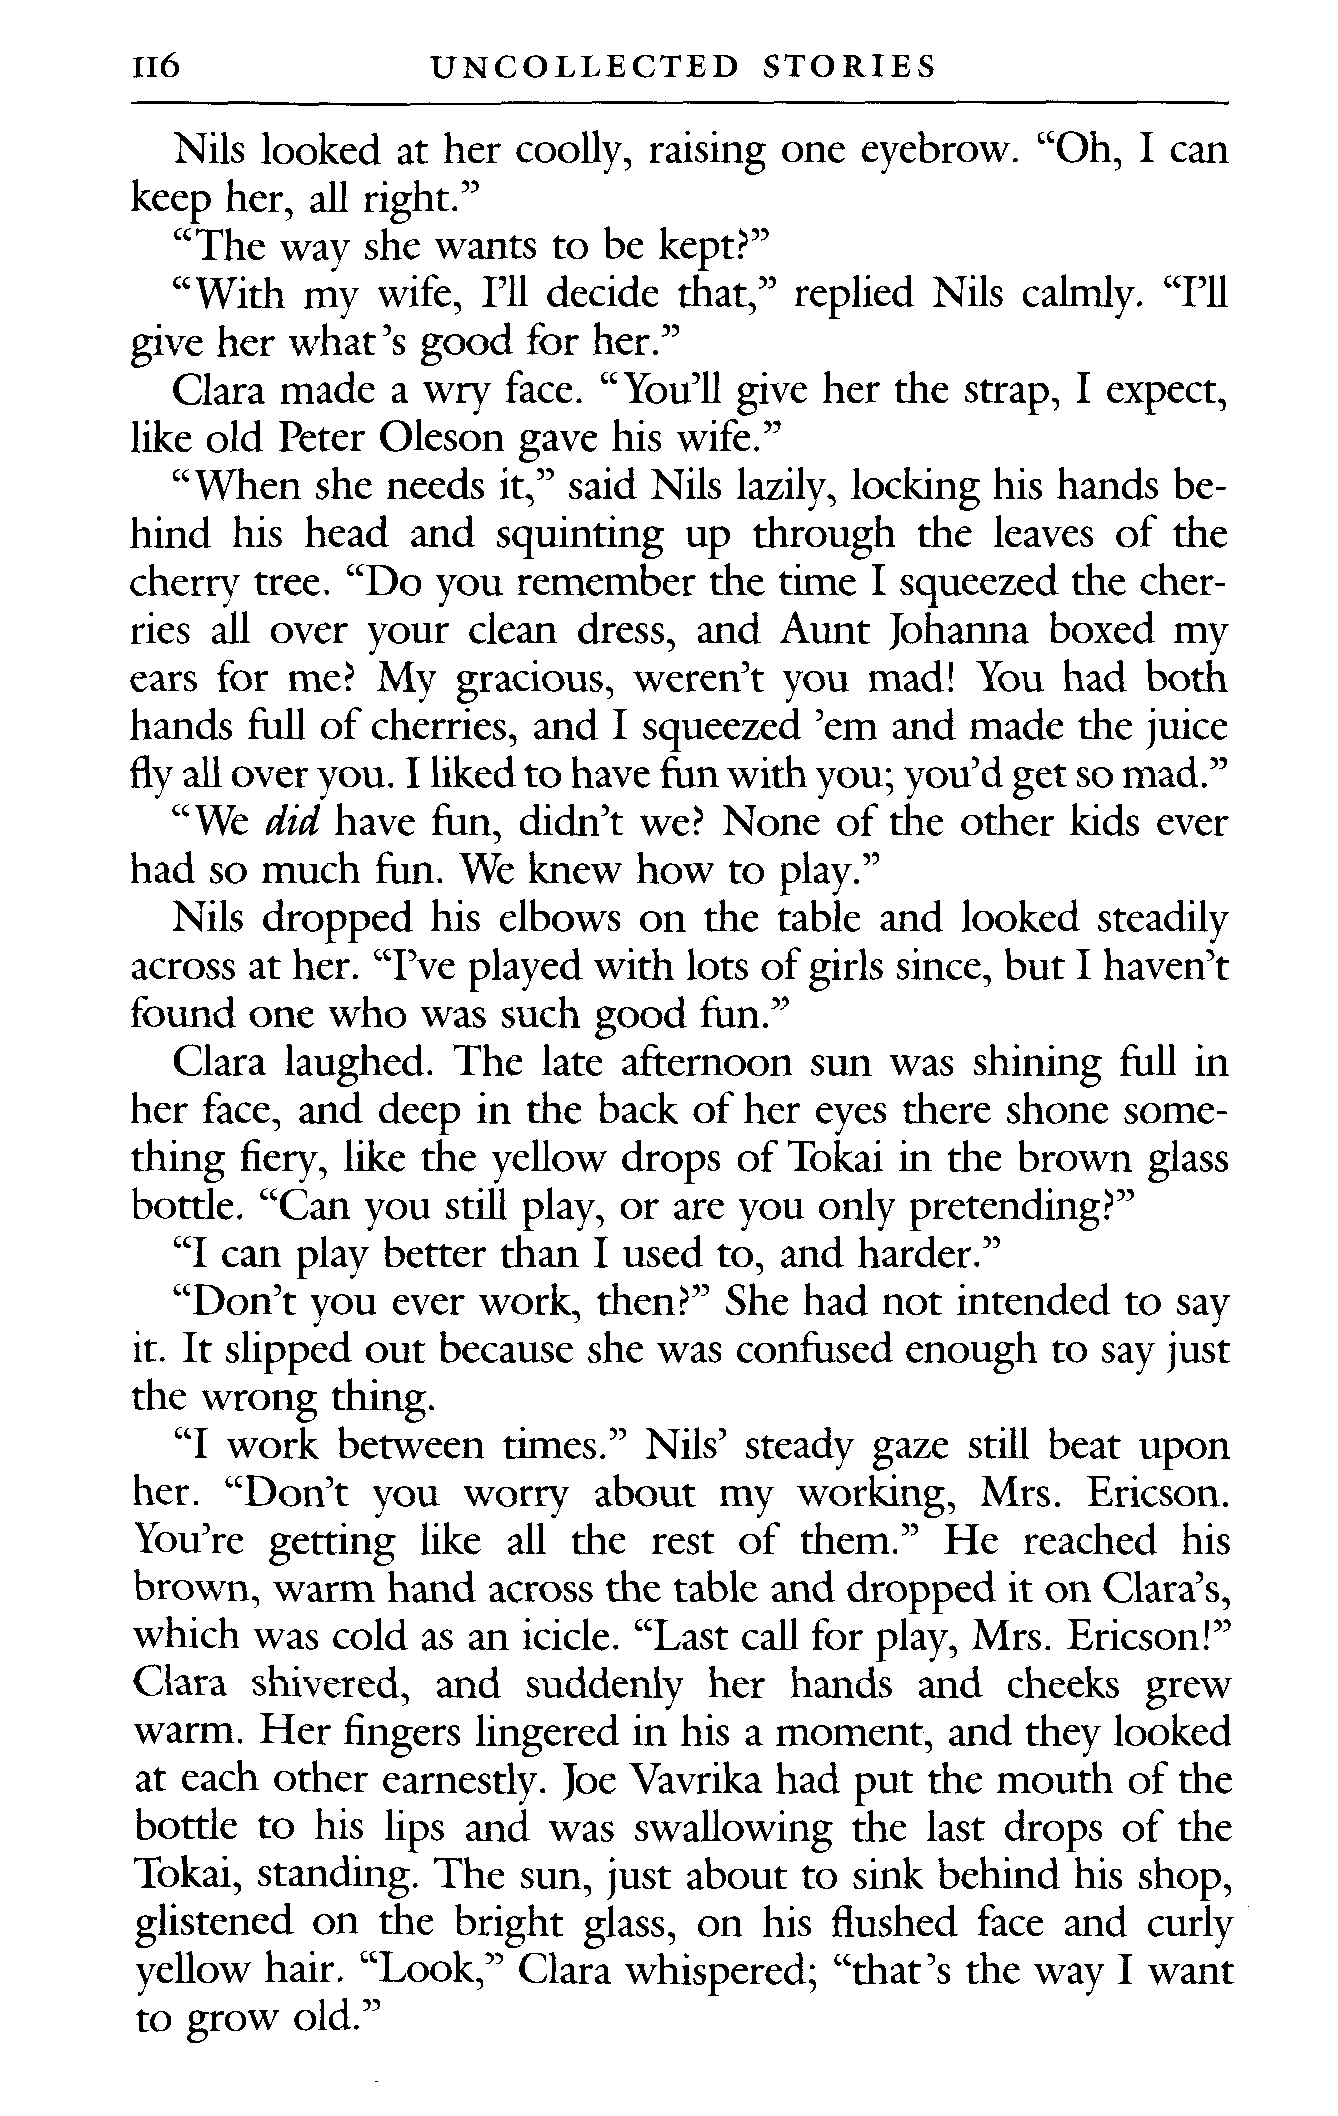 116 UNCOLLECTED STORIES
Nils looked at her coolly, raising one eyebrow. “Oh, I can
keep her, all right.”
“The way she wants to be kept?”
“With my wife, I’ll decide that,” replied Nils calmly. “I’ll
give her what’s good for her.”
Clara made a wry face. “You’ll give her the strap, I expect,
like old Peter Oleson gave his wife.”
“When she needs it,” said Nils lazily, locking his hands be-
hind his head and squinting up through the leaves of the
cherry tree. “Do you remember the time I squeezed the cher-
ries all over your clean dress, and Aunt Johanna boxed my
ears for me? My gracious, weren’t you mad! You had both
hands full of cherries, and I squeezed ’em and made the juice
fly all over you. I liked to have fun with you; you’d get so mad.”
“We did have fun, didn’t we? None of the other kids ever
had so much fun. We knew how to play.”
Nils dropped his elbows on the table and looked steadily
across at her. “I’ve played with lots of girls since, but I haven’t
found one who was such good fun.”
Clara laughed. The late afternoon sun was shining full in
her face, and deep in the back of her eyes there shone some-
thing fiery, like the yellow drops of Tokai in the brown glass
bottle. “Can you still play, or are you only pretending?”
“I can play better than I used to, and harder.”
“Don’t you ever work, then?” She had not intended to say
it. It slipped out because she was confused enough to say just
the wrong thing.
“I work between times.” Nils’ steady gaze still beat upon
her. “Don’t you worry about my working, Mrs. Ericson.
You’re getting like all the rest of them.” He reached his
brown, warm hand across the table and dropped it on Clara’s,
which was cold as an icicle. “Last call for play, Mrs. Ericson!”
Clara shivered, and suddenly her hands and cheeks grew
warm. Her fingers lingered in his a moment, and they looked
at each other earnestly. Joe Vavrika had put the mouth of the
bottle to his lips and was swallowing the last drops of the
Tokai, standing. The sun, just about to sink behind his shop,
glistened on the bright glass, on his flushed face and curly
yellow hair. “Look,” Clara whispered; “that’s the way I want
to grow old.”